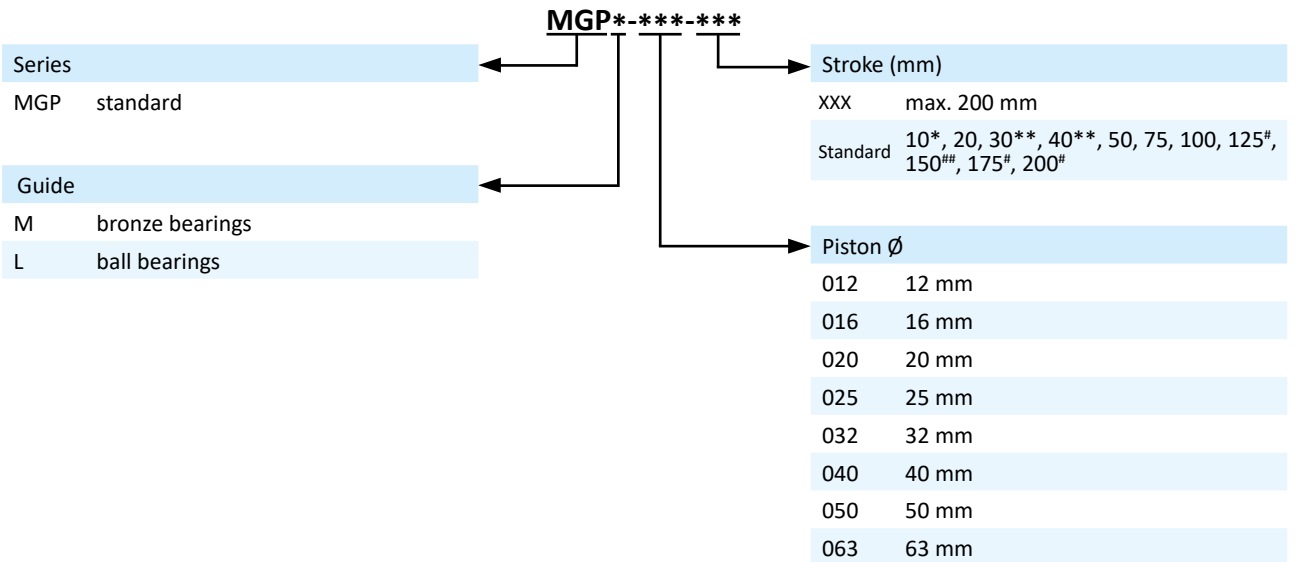 MGP*-***-***
Series
MGP standard
Guide
M bronze bearings
L ball bearings
Stroke (mm)
XXX max. 200 mm
Standard 10*, 20, 30**, 40**, 50, 75, 100, 125#,
150##, 175#, 200#
Piston Ø
012 12 mm
016 16 mm
020 20 mm
025 25 mm
032 32 mm
040 40 mm
050 50 mm
063 63 mm